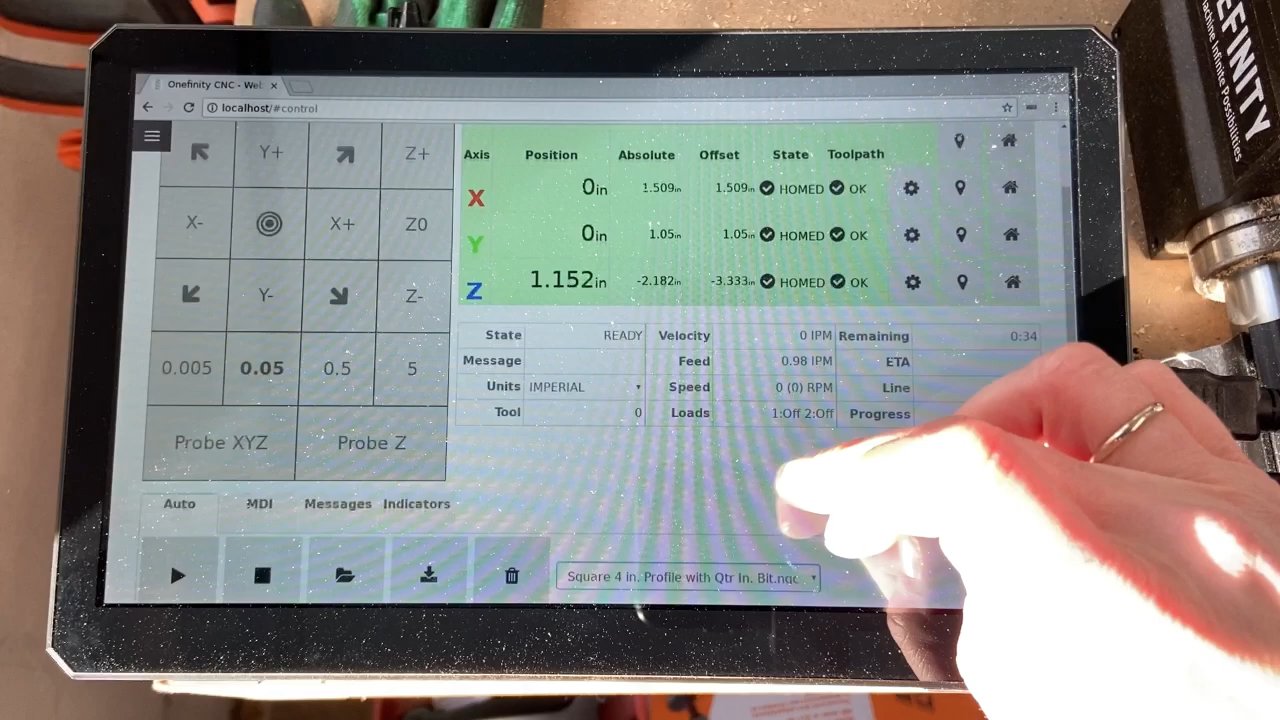 Onefinity CNC - Web
localhost/#control
Y+
Z+
X-
X+
Z0
Y-
Z-
0.005
0.05
0.5
5
Probe XYZ
Probe Z
Axis Position Absolute Offset State Toolpath
X 0in 1.509in 1.509in HOMED OK
Y 0in 1.05in 1.05in HOMED OK
Z 1.152in -2.182in -3.333in HOMED OK
State READY Velocity 0 IPM Remaining 0:34
Message Feed 0.98 IPM ETA
Units IMPERIAL Speed 0 (0) RPM Line
Tool 0 Loads 1:Off 2:Off Progress
Auto MDI Messages Indicators
Square 4 in. Profile with Qtr In. Bit.ngc
EFINITY
Machine Infinite Possibilities